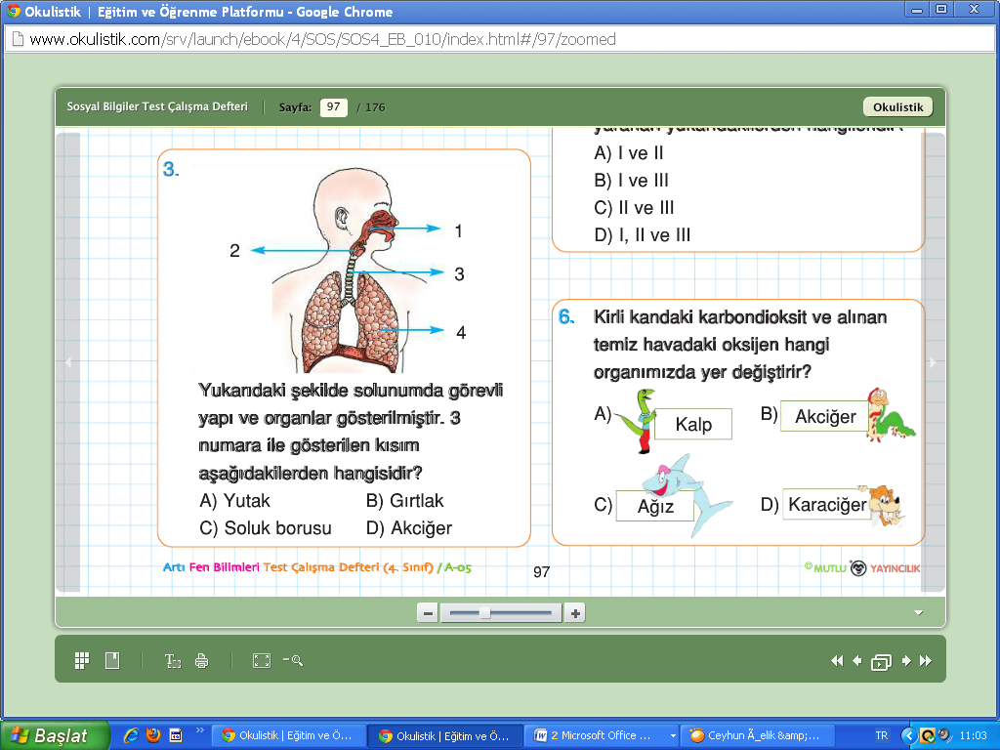 Okulistik | Eğitim ve Öğrenme Platformu - Google Chrome
www.okulistik.com/srv/launch/ebook/4/SOS/SOS4_EB_010/index.html#/97/zoomed
Sosyal Bilgiler Test Çalışma Defteri
Sayfa: 97 / 176
Okulistik
3.
1
2
3
4
Yukarıdaki şekilde solunumda görevli
yapı ve organlar gösterilmiştir. 3
numara ile gösterilen kısım
aşağıdakilerden hangisidir?
A) Yutak B) Gırtlak
C) Soluk borusu D) Akciğer
A) I ve II
B) I ve III
C) II ve III
D) I, II ve III
6. Kirli kandaki karbondioksit ve alınan
temiz havadaki oksijen hangi
organımızda yer değiştirir?
A) Kalp B) Akciğer
C) Ağız D) Karaciğer
Artı Fen Bilimleri Test Çalışma Defteri (4. Sınıf) / A-05
97
© MUTLU YAYINCILIK
Başlat
Okulistik | Eğitim ve Ö...
Okulistik | Eğitim ve Ö...
2 Microsoft Office ...
Ceyhun Ã_elik &amp;...
TR
11:03